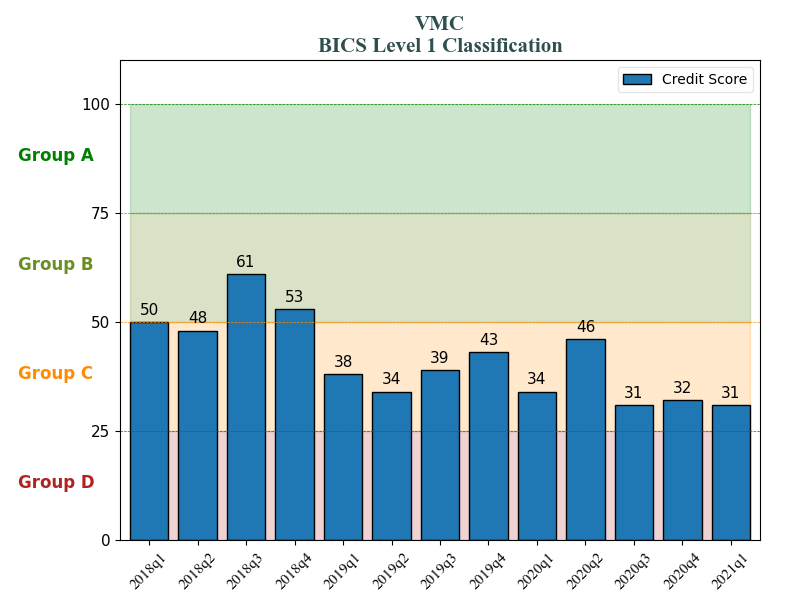 VMC
BICS Level 1 Classification
Credit Score
100
Group A
75
Group B
61
53
50
48
50
46
43
39
38
34
34
32
31
31
Group C
25
Group D
0
2018q1 2018q2 2018q3 2018q4 2019q1 2019q2 2019q3 2019q4 2020q1 2020q2 2020q3 2020q4 2021q1